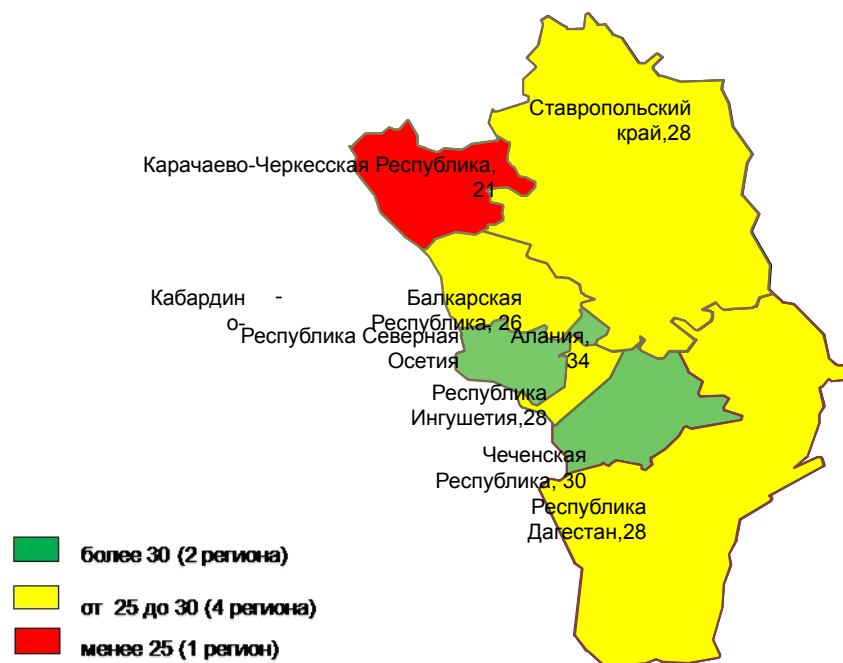 Ставропольский
край,28
Карачаево-Черкесская Республика,
21
Кабардин - Балкарская
о- Республика, 26
Республика Северная Алания,
Осетия 34
Республика
Ингушетия,28
Чеченская
Республика, 30
Республика
Дагестан,28
более 30 (2 региона)
от 25 до 30 (4 региона)
менее 25 (1 регион)